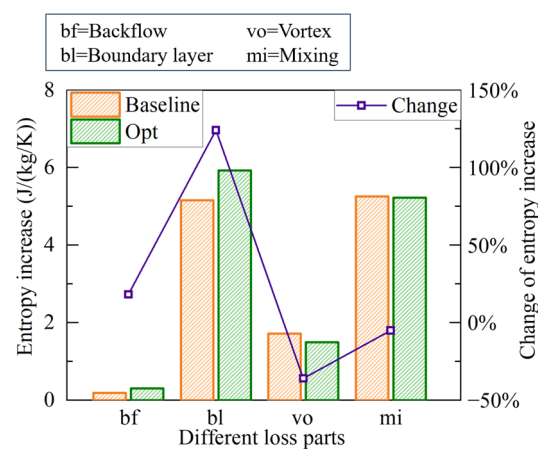 bf=Backflow vo=Vortex
bl=Boundary layer mi=Mixing
Baseline
Opt
Change
Entropy increase (J/(kg/K))
8
6
4
2
0
150%
100%
50%
0%
−50%
Change of entropy increase
bf bl vo mi
Different loss parts